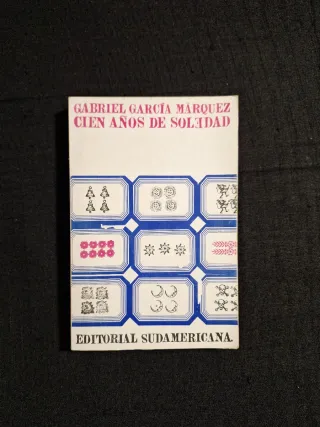 GABRIEL GARCÍA MÁRQUEZ
CIEN AÑOS DE SOLƎDAD
EDITORIAL SUDAMERICANA